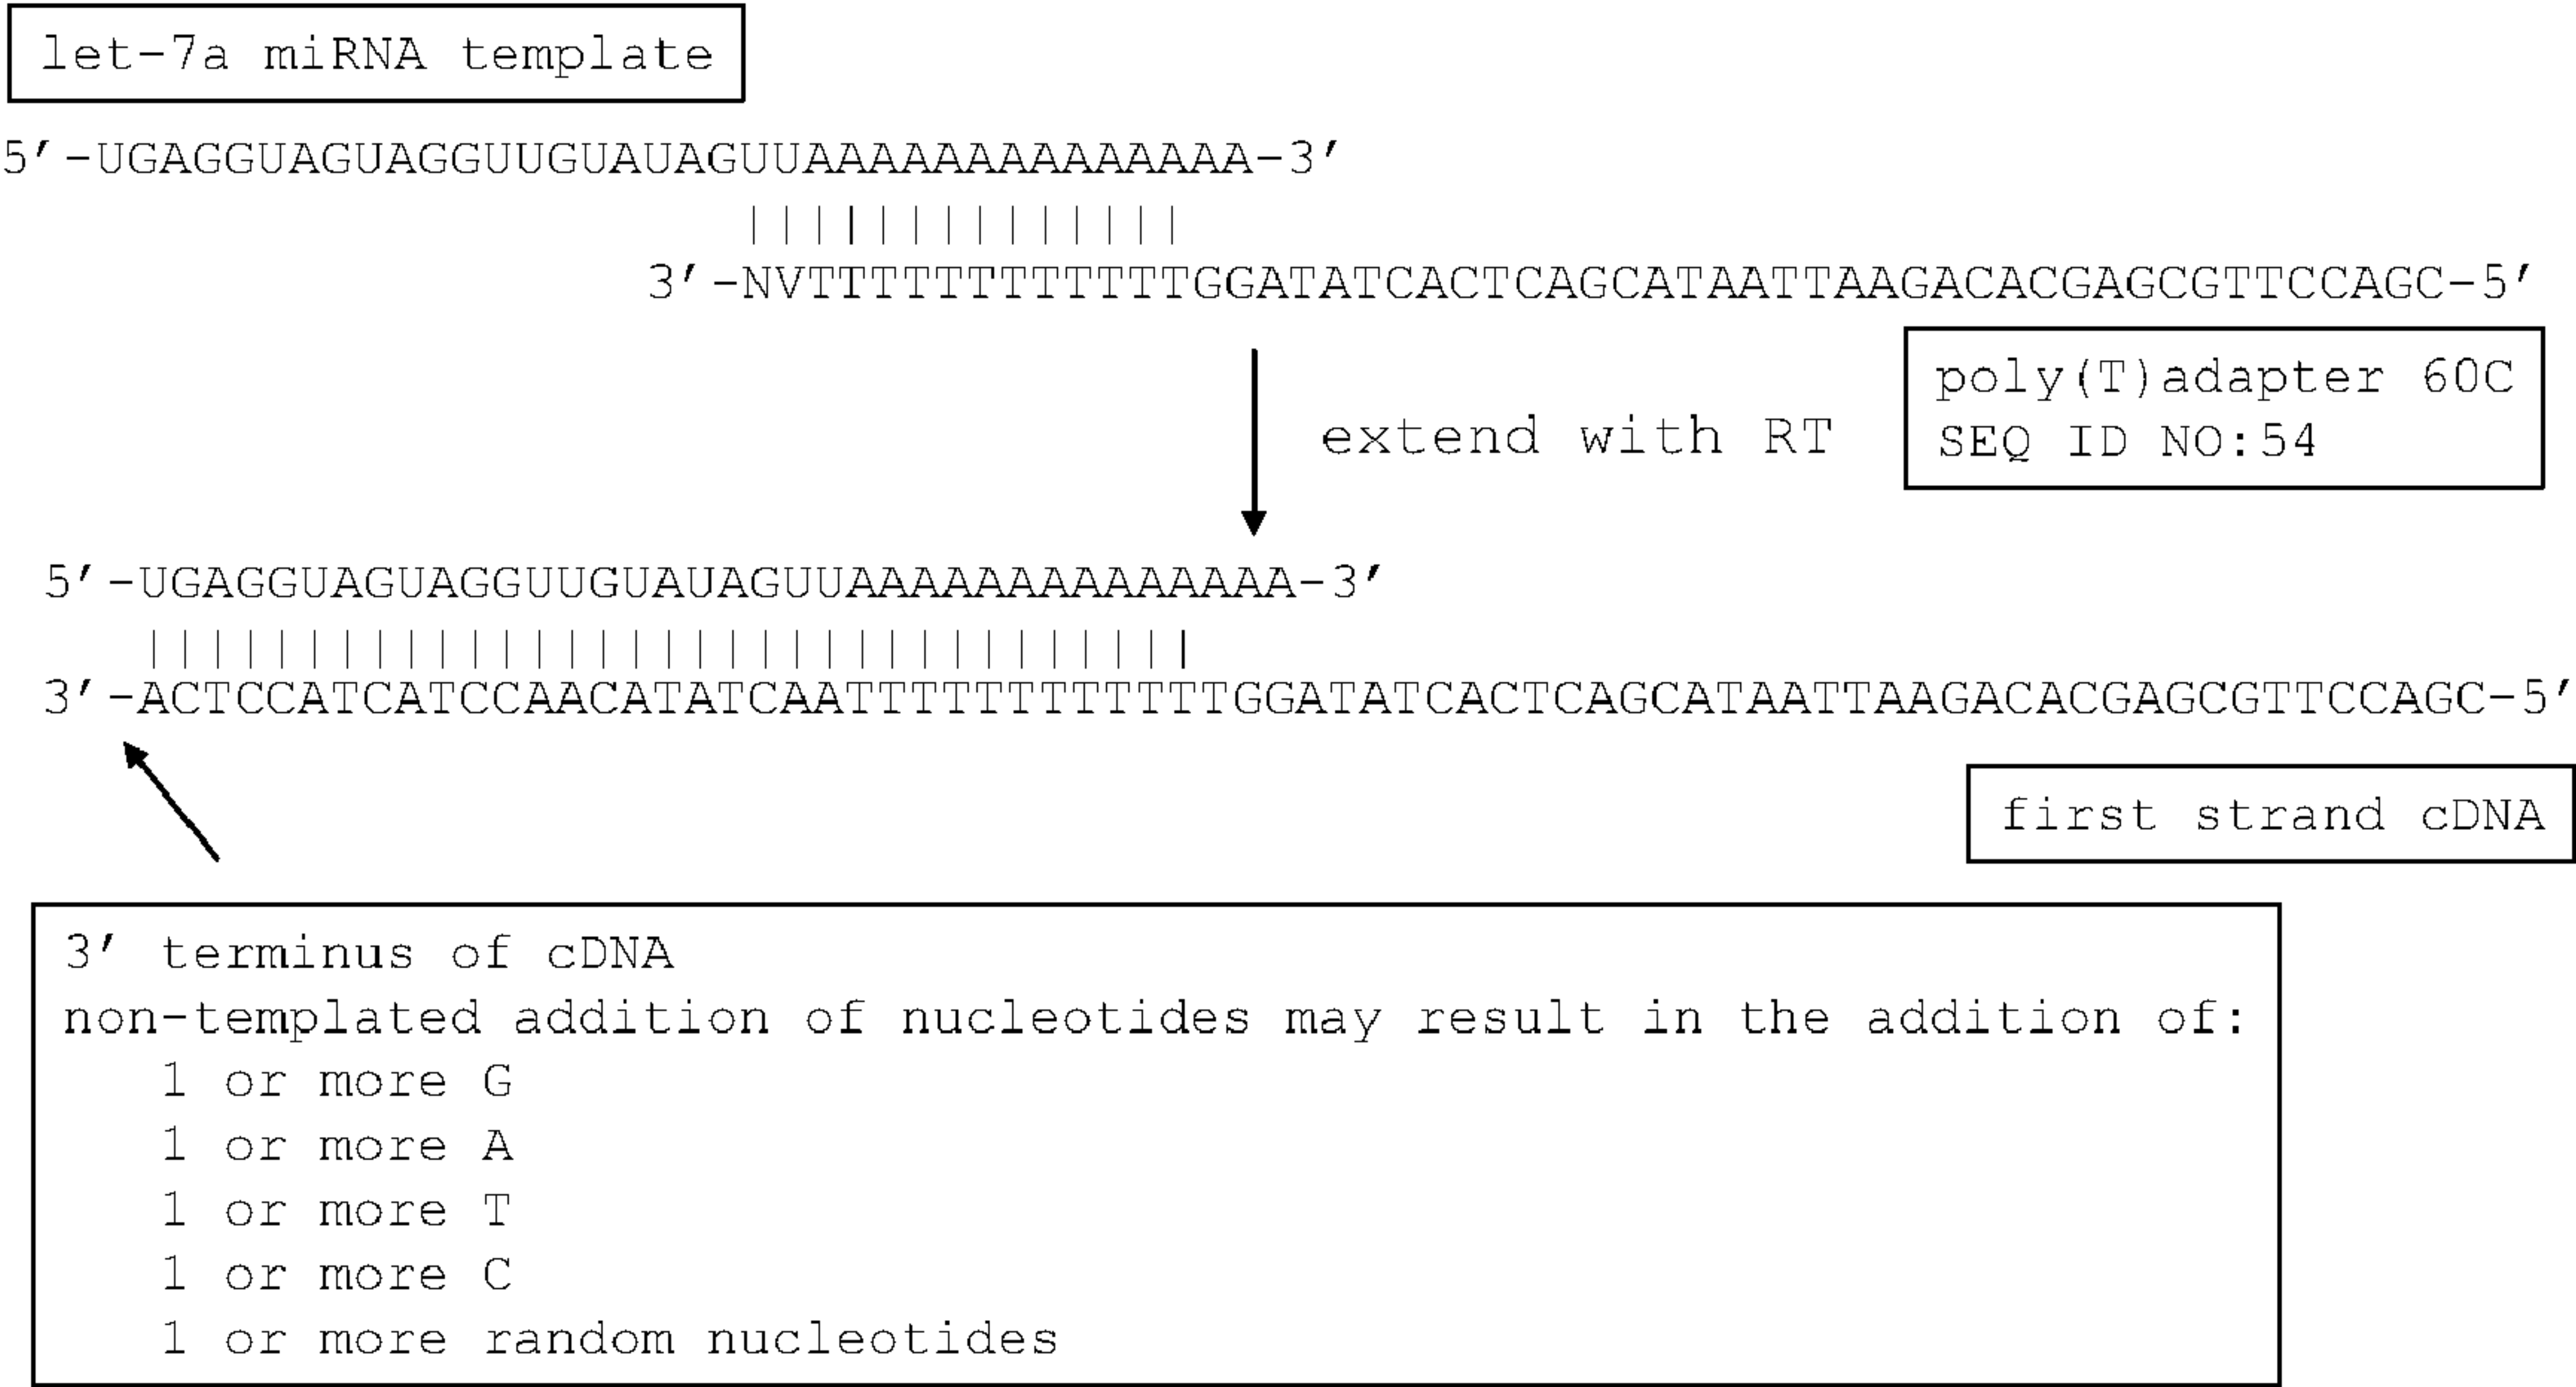 let-7a miRNA template
5′-UGAGGUAGUAGGUUGUAUAGUUAAAAAAAAAAAAAA-3′
3′-NVTTTTTTTTTTTTGGATATCACTCAGCATAATTAAGACACGAGCGTTCCAGC-5′
poly(T)adapter 60C
SEQ ID NO:54
extend with RT
5′-UGAGGUAGUAGGUUGUAUAGUUAAAAAAAAAAAAAA-3′
3′-ACTCCATCATCCAACATATCAATTTTTTTTTTTTGGATATCACTCAGCATAATTAAGACACGAGCGTTCCAGC-5′
first strand cDNA
3′ terminus of cDNA
non-templated addition of nucleotides may result in the addition of:
1 or more G
1 or more A
1 or more T
1 or more C
1 or more random nucleotides